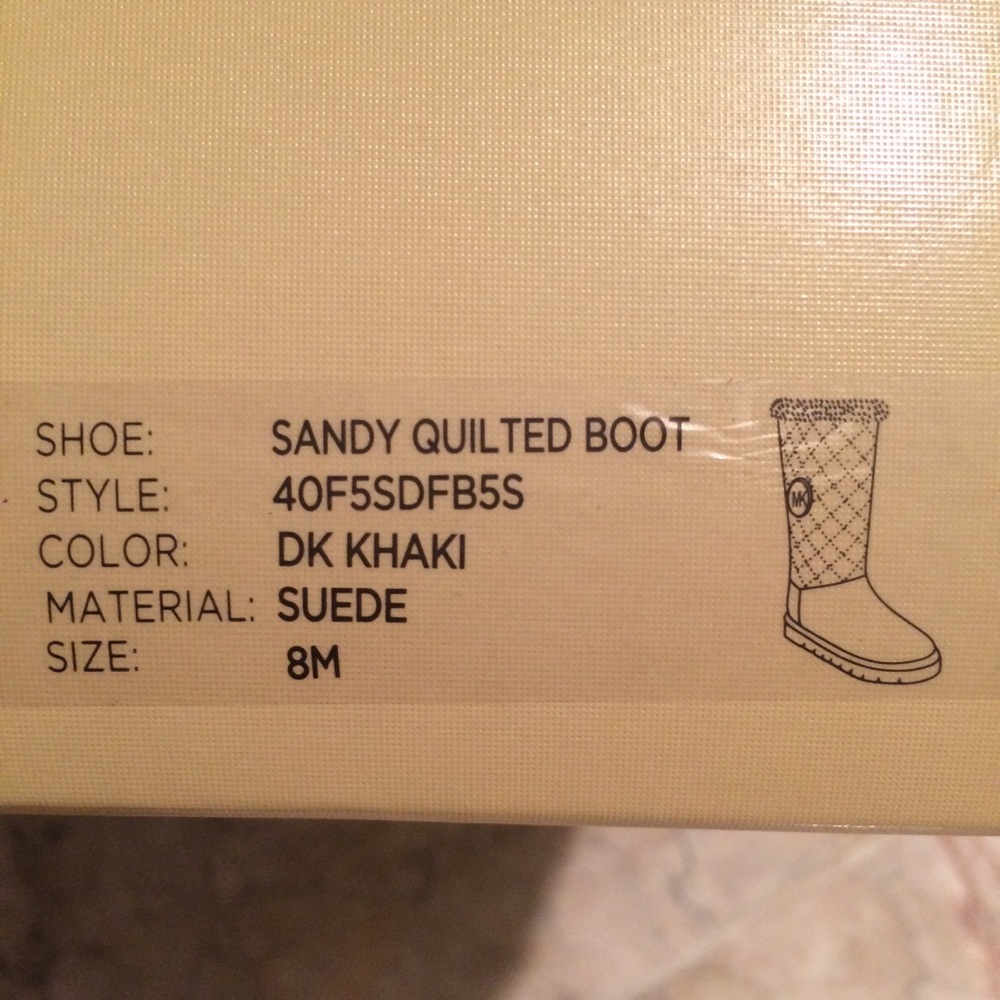 SHOE: SANDY QUILTED BOOT
STYLE: 40F5SDFB5S
COLOR: DK KHAKI
MATERIAL: SUEDE
SIZE: 8M
MK